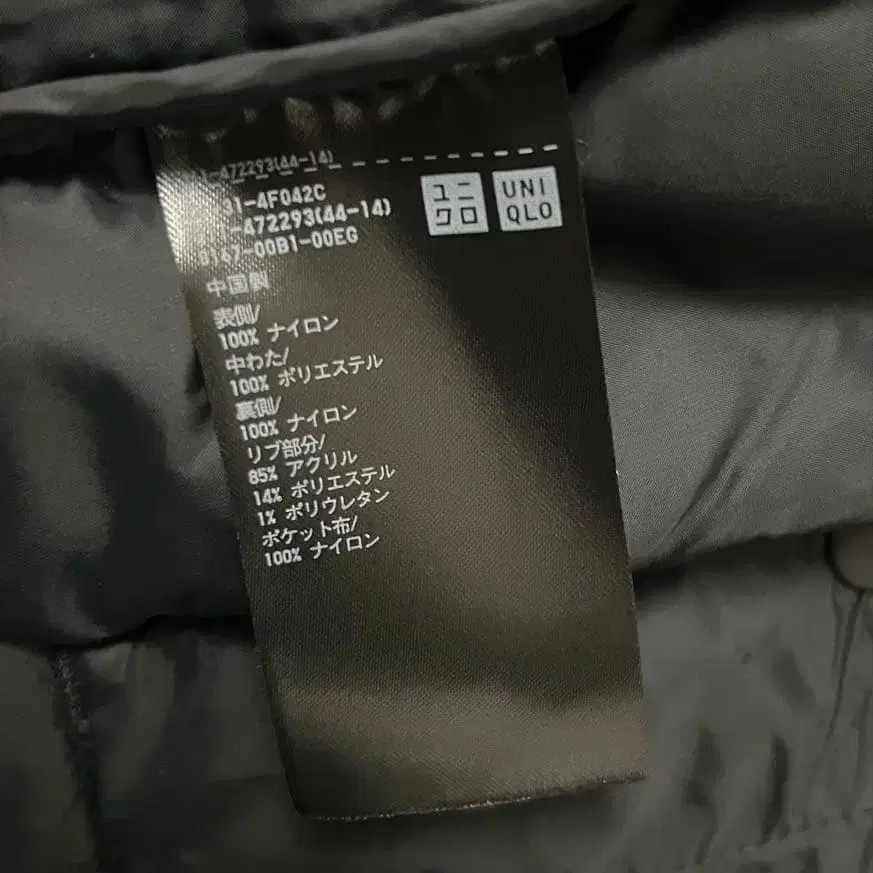 1-472293(44-14)
31-4F042C
-472293(44-14)
3167-00B1-00EG
ユニクロ
UNIQLO
中国製
表側/
100% ナイロン
中わた/
100% ポリエステル
裏側/
100% ナイロン
リブ部分/
85% アクリル
14% ポリエステル
1% ポリウレタン
ポケット布/
100% ナイロン